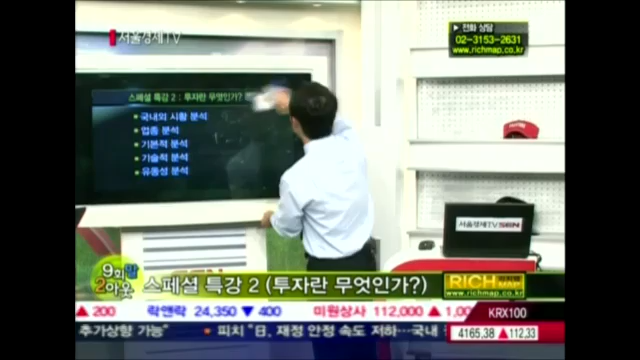 서울경제TV
▶ 전화 상담
02-3153-2631
www.richmap.co.kr
스페셜 특강 2 : 투자란 무엇인가?
• 국내외 시황 분석
• 업종 분석
• 기본적 분석
• 기술적 분석
• 유동성 분석
서울경제TV SEN
9회말
2아웃
스페셜 특강 2 (투자란 무엇인가?)
RICH MAP
www.richmap.co.kr
▲ 200 락앤락 24,350 ▼ 400 미원상사 112,000 ▲ 1,00
KRX100
추가상향 가능" ■ 피치 "日, 재정 안정 속도 저하…국내
4165,38 ▲112,33